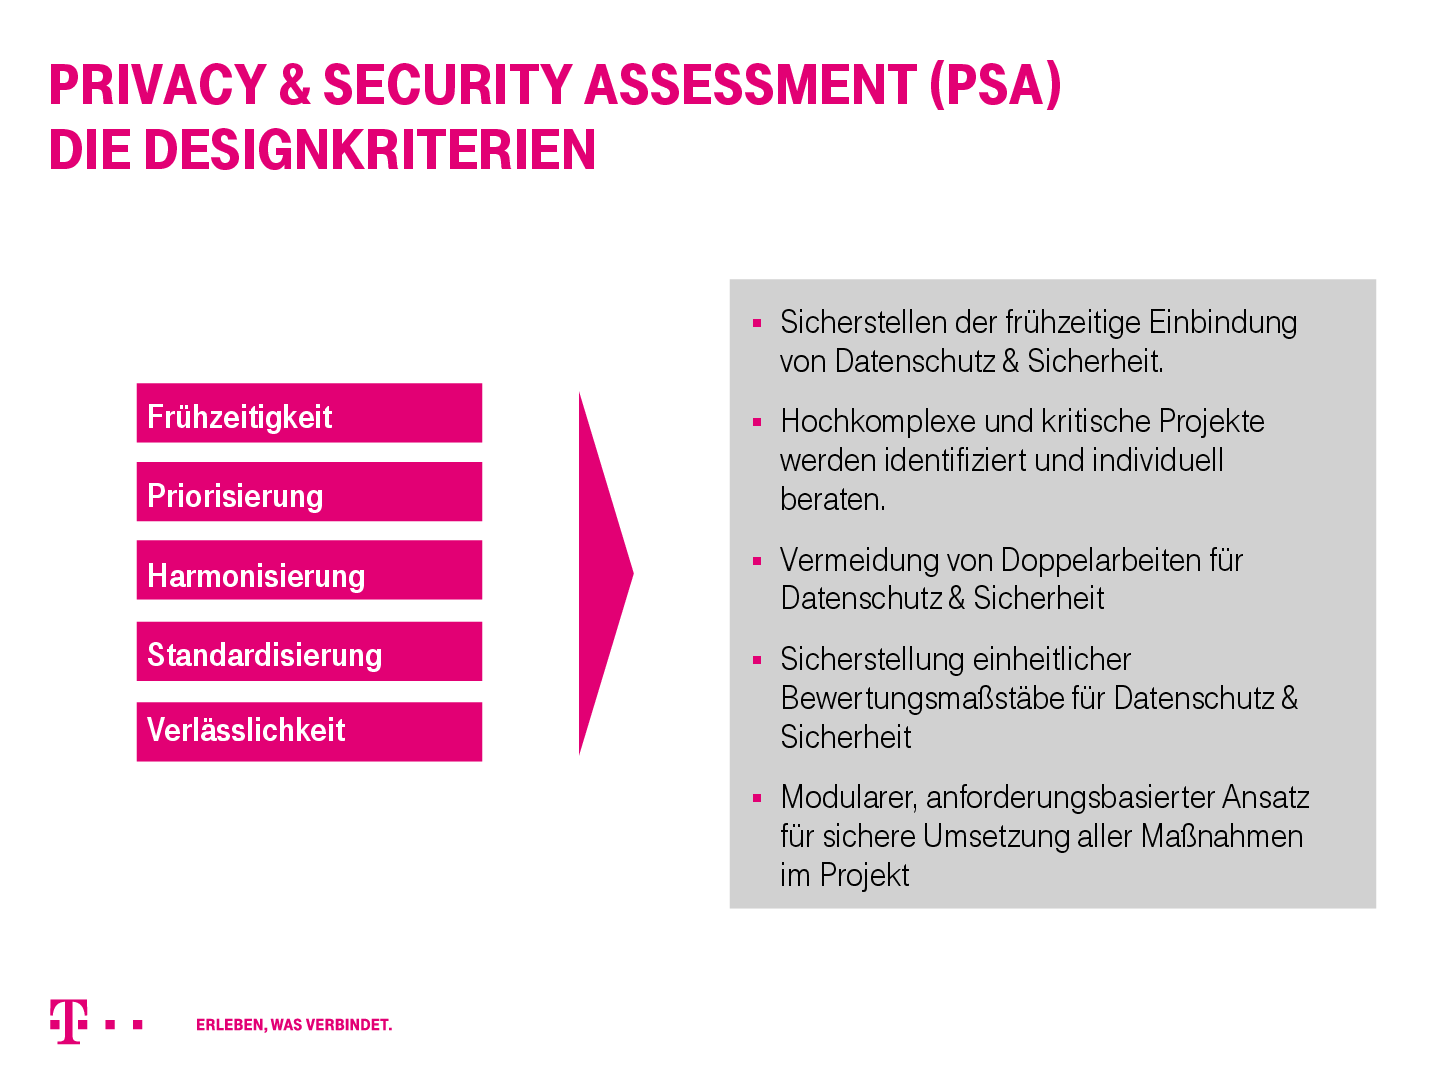 PRIVACY & SECURITY ASSESSMENT (PSA)
DIE DESIGNKRITERIEN
Frühzeitigkeit
Priorisierung
Harmonisierung
Standardisierung
Verlässlichkeit
▪ Sicherstellen der frühzeitige Einbindung
von Datenschutz & Sicherheit.
▪ Hochkomplexe und kritische Projekte
werden identifiziert und individuell
beraten.
▪ Vermeidung von Doppelarbeiten für
Datenschutz & Sicherheit
▪ Sicherstellung einheitlicher
Bewertungsmaßstäbe für Datenschutz &
Sicherheit
▪ Modularer, anforderungsbasierter Ansatz
für sichere Umsetzung aller Maßnahmen
im Projekt
T
ERLEBEN, WAS VERBINDET.